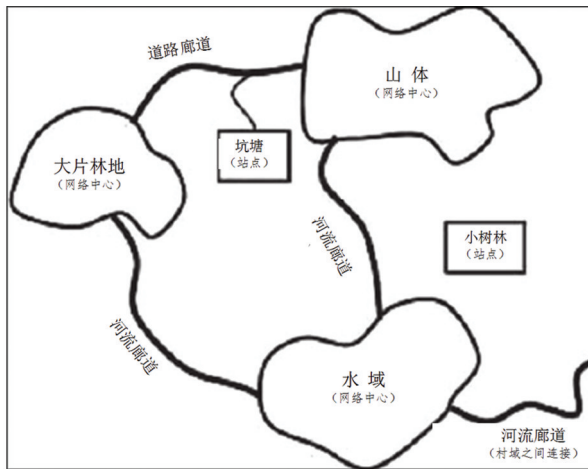 道路廊道
山 体
（网络中心）
坑塘
（站点）
大片林地
（网络中心）
河流廊道
小树林
（站点）
河流廊道
水 域
（网络中心）
河流廊道
（村域之间连接）